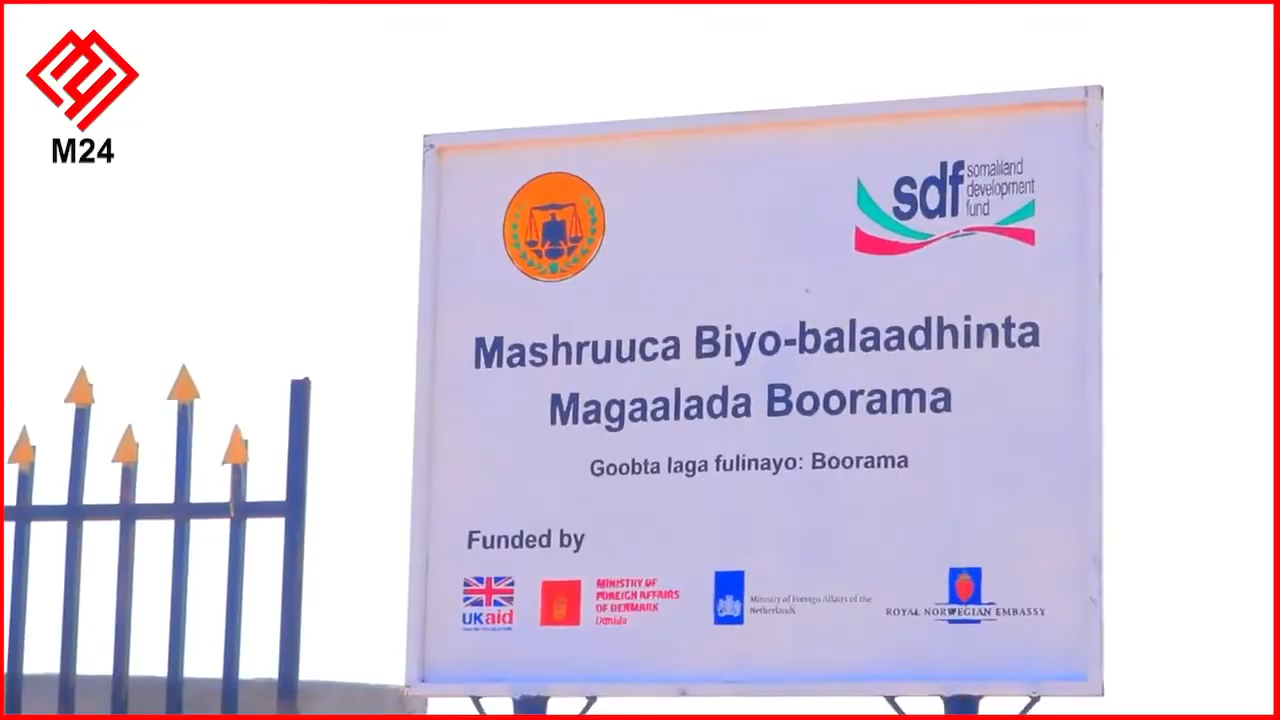 M24
sdf
somaliland
development
fund
Mashruuca Biyo-balaadhinta
Magaalada Boorama
Goobta laga fulinayo: Boorama
Funded by
UKaid
MINISTRY OF
FOREIGN AFFAIRS
OF DENMARK
Danida
Ministry of Foreign Affairs of the
Netherlands
ROYAL NORWEGIAN EMBASSY